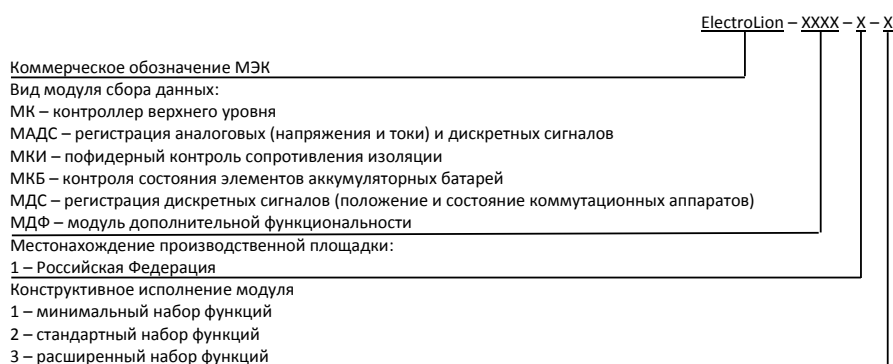 ElectroLion – XXXX – X – X
Коммерческое обозначение МЭК
Вид модуля сбора данных:
МК – контроллер верхнего уровня
МАДС – регистрация аналоговых (напряжения и токи) и дискретных сигналов
МКИ – пофидерный контроль сопротивления изоляции
МКБ – контроля состояния элементов аккумуляторных батарей
МДС – регистрация дискретных сигналов (положение и состояние коммутационных аппаратов)
МДФ – модуль дополнительной функциональности
Местонахождение производственной площадки:
1 – Российская Федерация
Конструктивное исполнение модуля
1 – минимальный набор функций
2 – стандартный набор функций
3 – расширенный набор функций